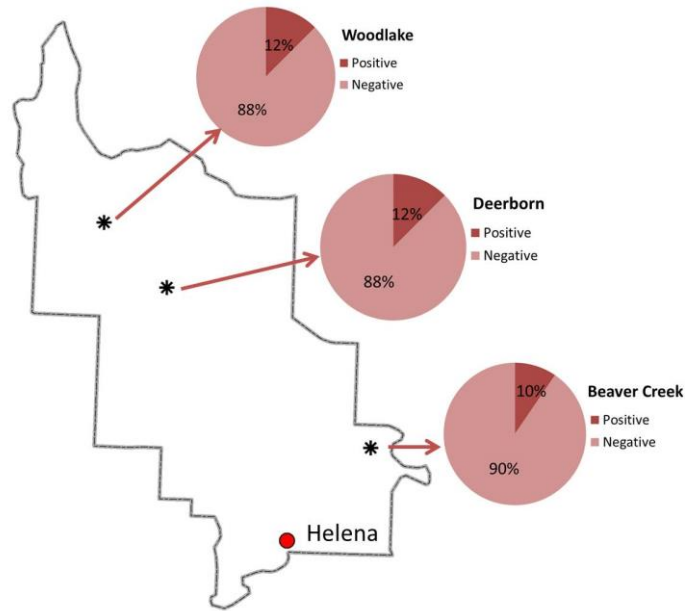 Woodlake
12%
Positive
Negative
88%
Deerborn
12%
Positive
Negative
88%
Beaver Creek
10%
Positive
Negative
90%
Helena